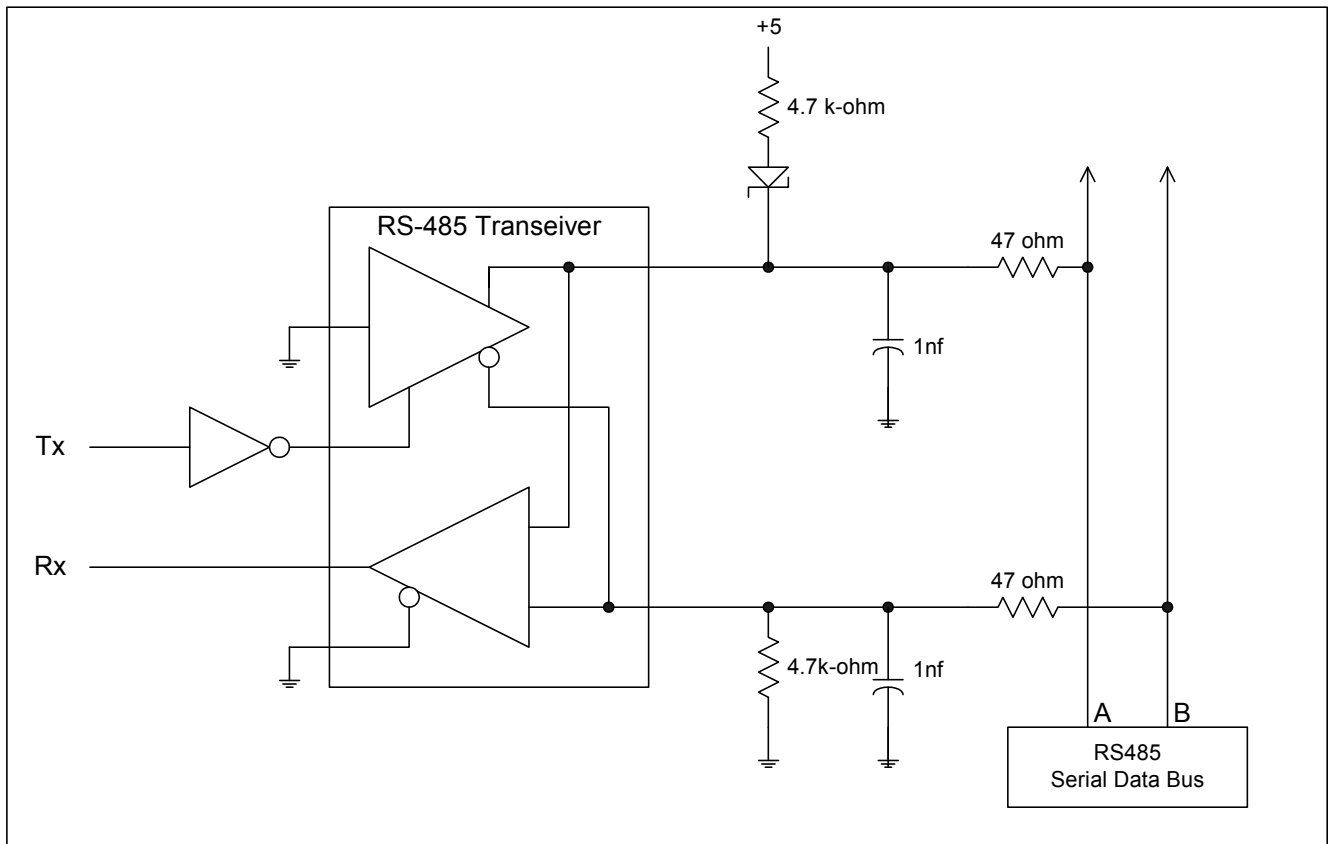 +5
4.7 k-ohm
RS-485 Transeiver
47 ohm
1nf
Tx
Rx
47 ohm
4.7k-ohm
1nf
A
B
RS485
Serial Data Bus